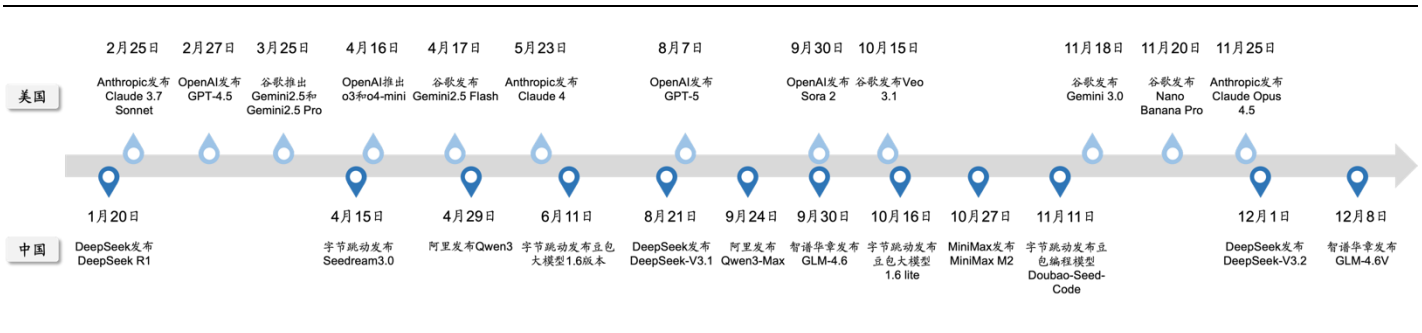 2月25日
2月27日
3月25日
4月16日
4月17日
5月23日
8月7日
9月30日
10月15日
11月18日
11月20日
11月25日
美国
Anthropic发布
Claude 3.7
Sonnet
OpenAI发布
GPT-4.5
谷歌推出
Gemini2.5和
Gemini2.5 Pro
OpenAI推出
o3和o4-mini
谷歌发布
Gemini2.5 Flash
Anthropic发布
Claude 4
OpenAI发布
GPT-5
OpenAI发布
Sora 2
谷歌发布Veo
3.1
谷歌发布
Gemini 3.0
谷歌发布
Nano
Banana Pro
Anthropic发布
Claude Opus
4.5
1月20日
4月15日
4月29日
6月11日
8月21日
9月24日
9月30日
10月16日
10月27日
11月11日
12月1日
12月8日
中国
DeepSeek发布
DeepSeek R1
字节跳动发布
Seedream3.0
阿里发布Qwen3
字节跳动发布豆包
大模型1.6版本
DeepSeek发布
DeepSeek-V3.1
阿里发布
Qwen3-Max
智谱华章发布
GLM-4.6
字节跳动发布
豆包大模型
1.6 lite
MiniMax发布
MiniMax M2
字节跳动发布豆
包编程模型
Doubao-Seed-
Code
DeepSeek发布
DeepSeek-V3.2
智谱华章发布
GLM-4.6V